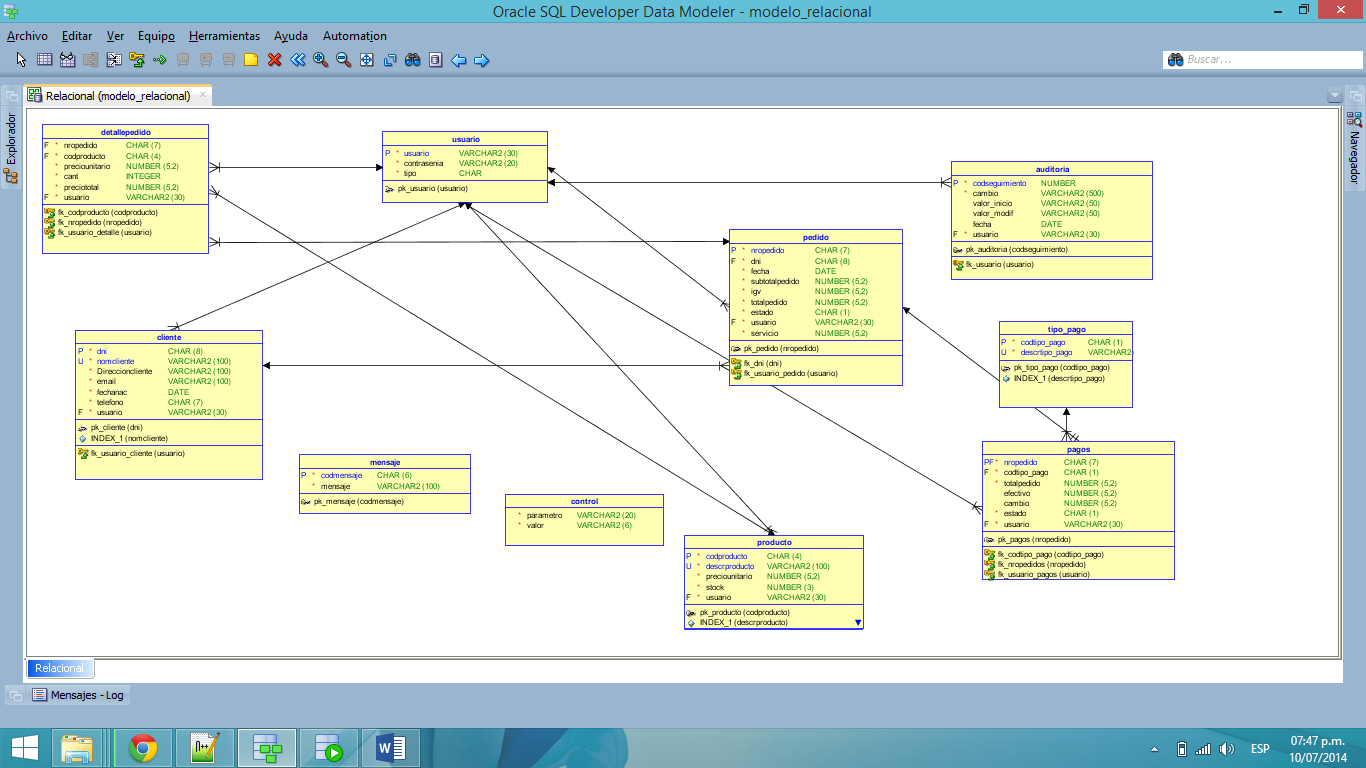 Oracle SQL Developer Data Modeler - modelo_relacional
Archivo Editar Ver Equipo Herramientas Ayuda Automation
Buscar...
Relacional (modelo_relacional)
Explorador
Navegador
detallepedido
F * nropedido CHAR (7)
F * codproducto CHAR (4)
* preciounitario NUMBER (5,2)
* cant INTEGER
* preciototal NUMBER (5,2)
F * usuario VARCHAR2 (30)
fk_codproducto (codproducto)
fk_nropedido (nropedido)
fk_usuario_detalle (usuario)
usuario
P * usuario VARCHAR2 (30)
* contrasenia VARCHAR2 (20)
* tipo CHAR
pk_usuario (usuario)
auditoria
P * codseguimiento NUMBER
* cambio VARCHAR2 (500)
valor_inicio VARCHAR2 (50)
valor_modif VARCHAR2 (50)
fecha DATE
F * usuario VARCHAR2 (30)
pk_auditoria (codseguimiento)
fk_usuario (usuario)
pedido
P * nropedido CHAR (7)
F * dni CHAR (8)
* fecha DATE
* subtotalpedido NUMBER (5,2)
* igv NUMBER (5,2)
* totalpedido NUMBER (5,2)
* estado CHAR (1)
F * usuario VARCHAR2 (30)
* servicio NUMBER (5,2)
pk_pedido (nropedido)
fk_dni (dni)
fk_usuario_pedido (usuario)
tipo_pago
P * codtipo_pago CHAR (1)
U * descrtipo_pago VARCHAR2
pk_tipo_pago (codtipo_pago)
INDEX_1 (descrtipo_pago)
cliente
P * dni CHAR (8)
U * nomcliente VARCHAR2 (100)
* Direccioncliente VARCHAR2 (100)
* email VARCHAR2 (100)
* fechanac DATE
* telefono CHAR (7)
F * usuario VARCHAR2 (30)
pk_cliente (dni)
INDEX_1 (nomcliente)
fk_usuario_cliente (usuario)
mensaje
P * codmensaje CHAR (6)
* mensaje VARCHAR2 (100)
pk_mensaje (codmensaje)
control
* parametro VARCHAR2 (20)
* valor VARCHAR2 (6)
producto
P * codproducto CHAR (4)
U * descrproducto VARCHAR2 (100)
* preciounitario NUMBER (5,2)
* stock NUMBER (3)
F * usuario VARCHAR2 (30)
pk_producto (codproducto)
INDEX_1 (descrproducto)
pagos
PF * nropedido CHAR (7)
F * codtipo_pago CHAR (1)
* totalpedido NUMBER (5,2)
efectivo NUMBER (5,2)
cambio NUMBER (5,2)
* estado CHAR (1)
F * usuario VARCHAR2 (30)
pk_pagos (nropedido)
fk_codtipo_pago (codtipo_pago)
fk_nropedidos (nropedido)
fk_usuario_pagos (usuario)
Relacional
Mensajes - Log
ESP
07:47 p.m.
10/07/2014